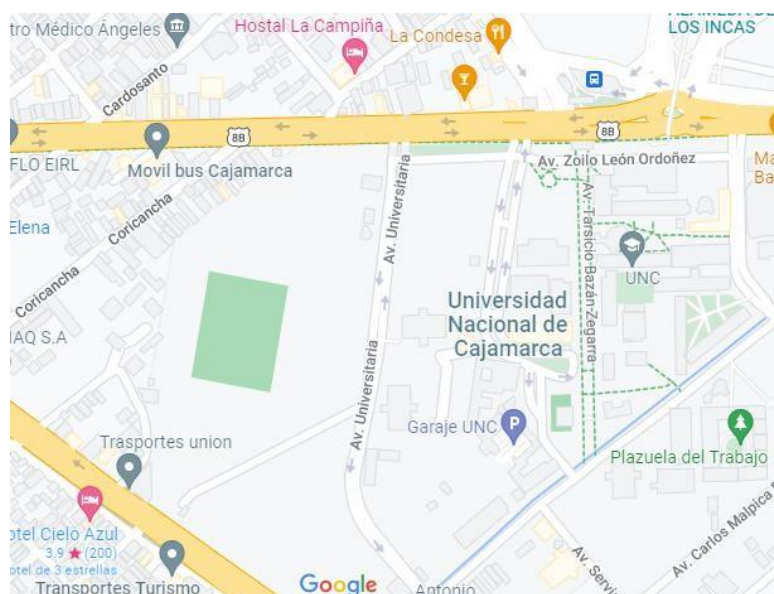 tro Médico Ángeles
Hostal La Campiña
La Condesa
LOS INCAS
Cardosanto
8B
8B
FLO EIRL
Movil bus Cajamarca
Av. Zoilo León Ordoñez
Ma
Ba
Elena
Coricancha
Coricancha
Av. Universitaria
Av. Tarsicio Bazán Zegarra
UNC
Universidad
Nacional de
Cajamarca
IAQ S.A
Av. Universitaria
Trasportes union
Garaje UNC
P
Plazuela del Trabajo
otel Cielo Azul
3.9 ★ (200)
otel de 3 estrellas
Transportes Turismo
Google
Antonio
Av. Servi
Av. Carlos Malpica